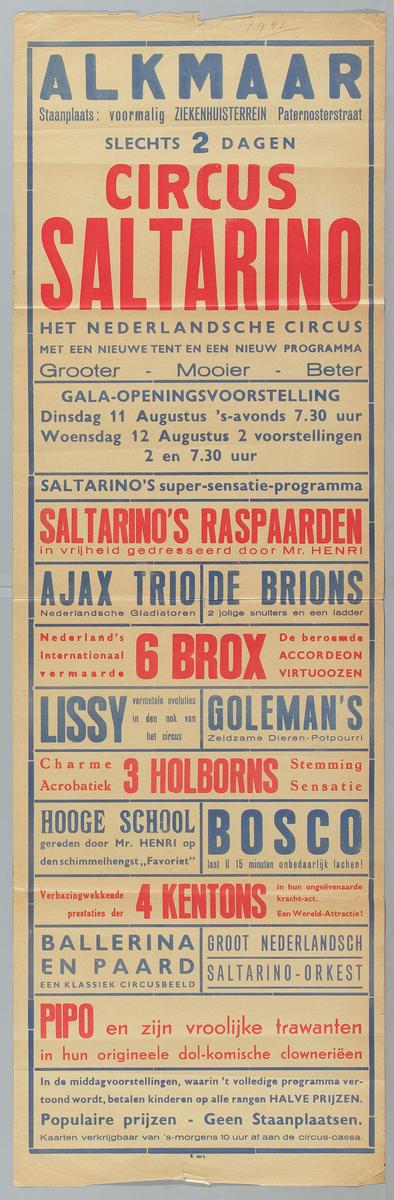 1942
ALKMAAR
Staanplaats: voormalig ZIEKENHUISTERREIN Paternosterstraat
SLECHTS 2 DAGEN
CIRCUS
SALTARINO
HET NEDERLANDSCHE CIRCUS
MET EEN NIEUWE TENT EN EEN NIEUW PROGRAMMA
Grooter - Mooier - Beter
GALA-OPENINGSVOORSTELLING
Dinsdag 11 Augustus 's-avonds 7.30 uur
Woensdag 12 Augustus 2 voorstellingen
2 en 7.30 uur
SALTARINO'S super-sensatie-programma
SALTARINO'S RASPAARDEN
in vrijheid gedresseerd door Mr. HENRI
AJAX TRIO
Nederlandsche Gladiatoren
DE BRIONS
2 jolige snuiters en een ladder
Nederland's
Internationaal
vermaarde
6 BROX
De beroemde
ACCORDEON
VIRTUOOZEN
LISSY
vermetele evoluties
in den nok van
het circus
GOLEMAN'S
Zeldzame Dieren-Potpourri
Charme
Acrobatiek
3 HOLBORNS
Stemming
Sensatie
HOOGE SCHOOL
gereden door Mr. HENRI op
den schimmelhengst „Favoriet"
BOSCO
laat U 15 minuten onbedaarlijk lachen!
Verbazingwekkende
prestaties der
4 KENTONS
in hun ongeëvenaarde
kracht-act.
Een Wereld-Attractie!
BALLERINA
EN PAARD
EEN KLASSIEK CIRCUSBEELD
GROOT NEDERLANDSCH
SALTARINO-ORKEST
PIPO en zijn vroolijke trawanten
in hun origineele dol-komische clowneriëen
In de middagvoorstellingen, waarin 't volledige programma ver-
toond wordt, betalen kinderen op alle rangen HALVE PRIJZEN.
Populaire prijzen - Geen Staanplaatsen.
Kaarten verkrijgbaar van 's-morgens 10 uur af aan de circus-cassa.